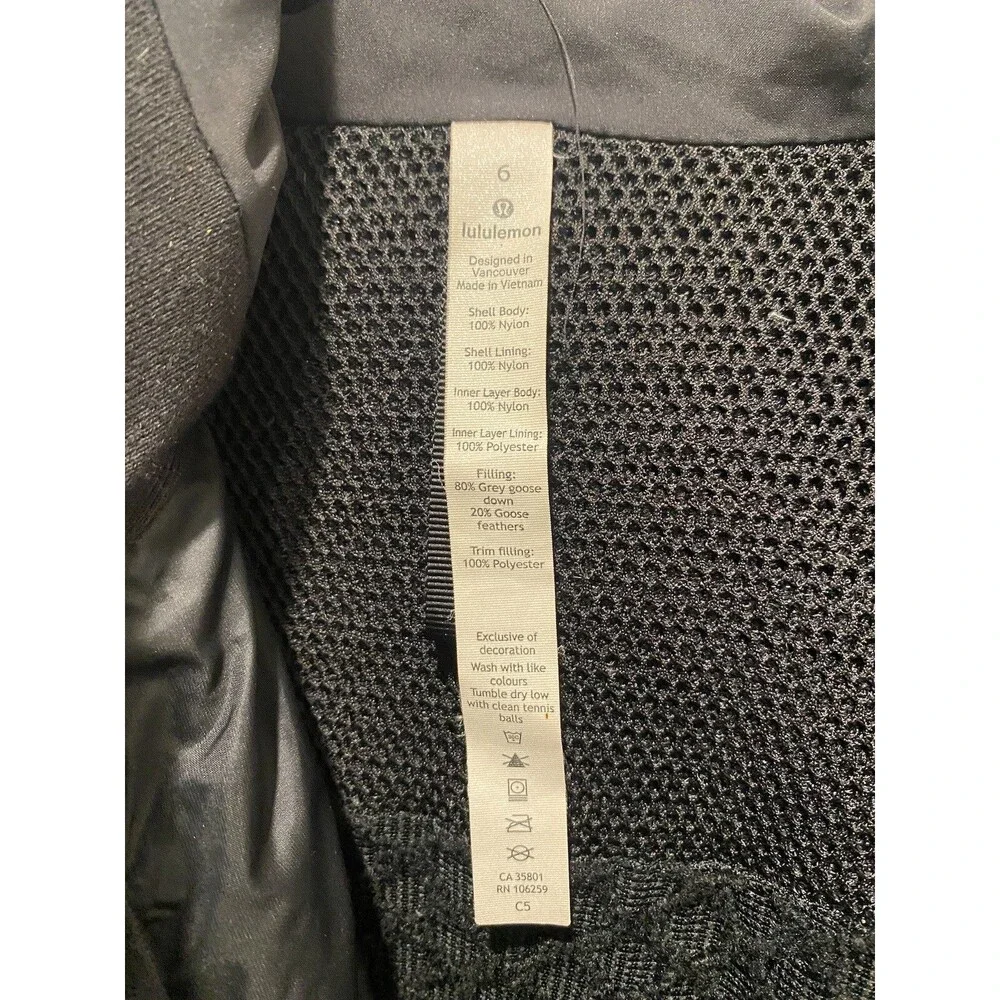 6
lululemon
Designed in
Vancouver
Made in Vietnam
Shell Body:
100% Nylon
Shell Lining:
100% Nylon
Inner Layer Body:
100% Nylon
Inner Layer Lining:
100% Polyester
Filling:
80% Grey goose
down
20% Goose
feathers
Trim filling:
100% Polyester
Exclusive of
decoration
Wash with like
colours
Tumble dry low
with clean tennis
balls
CA 35801
RN 106259
C5